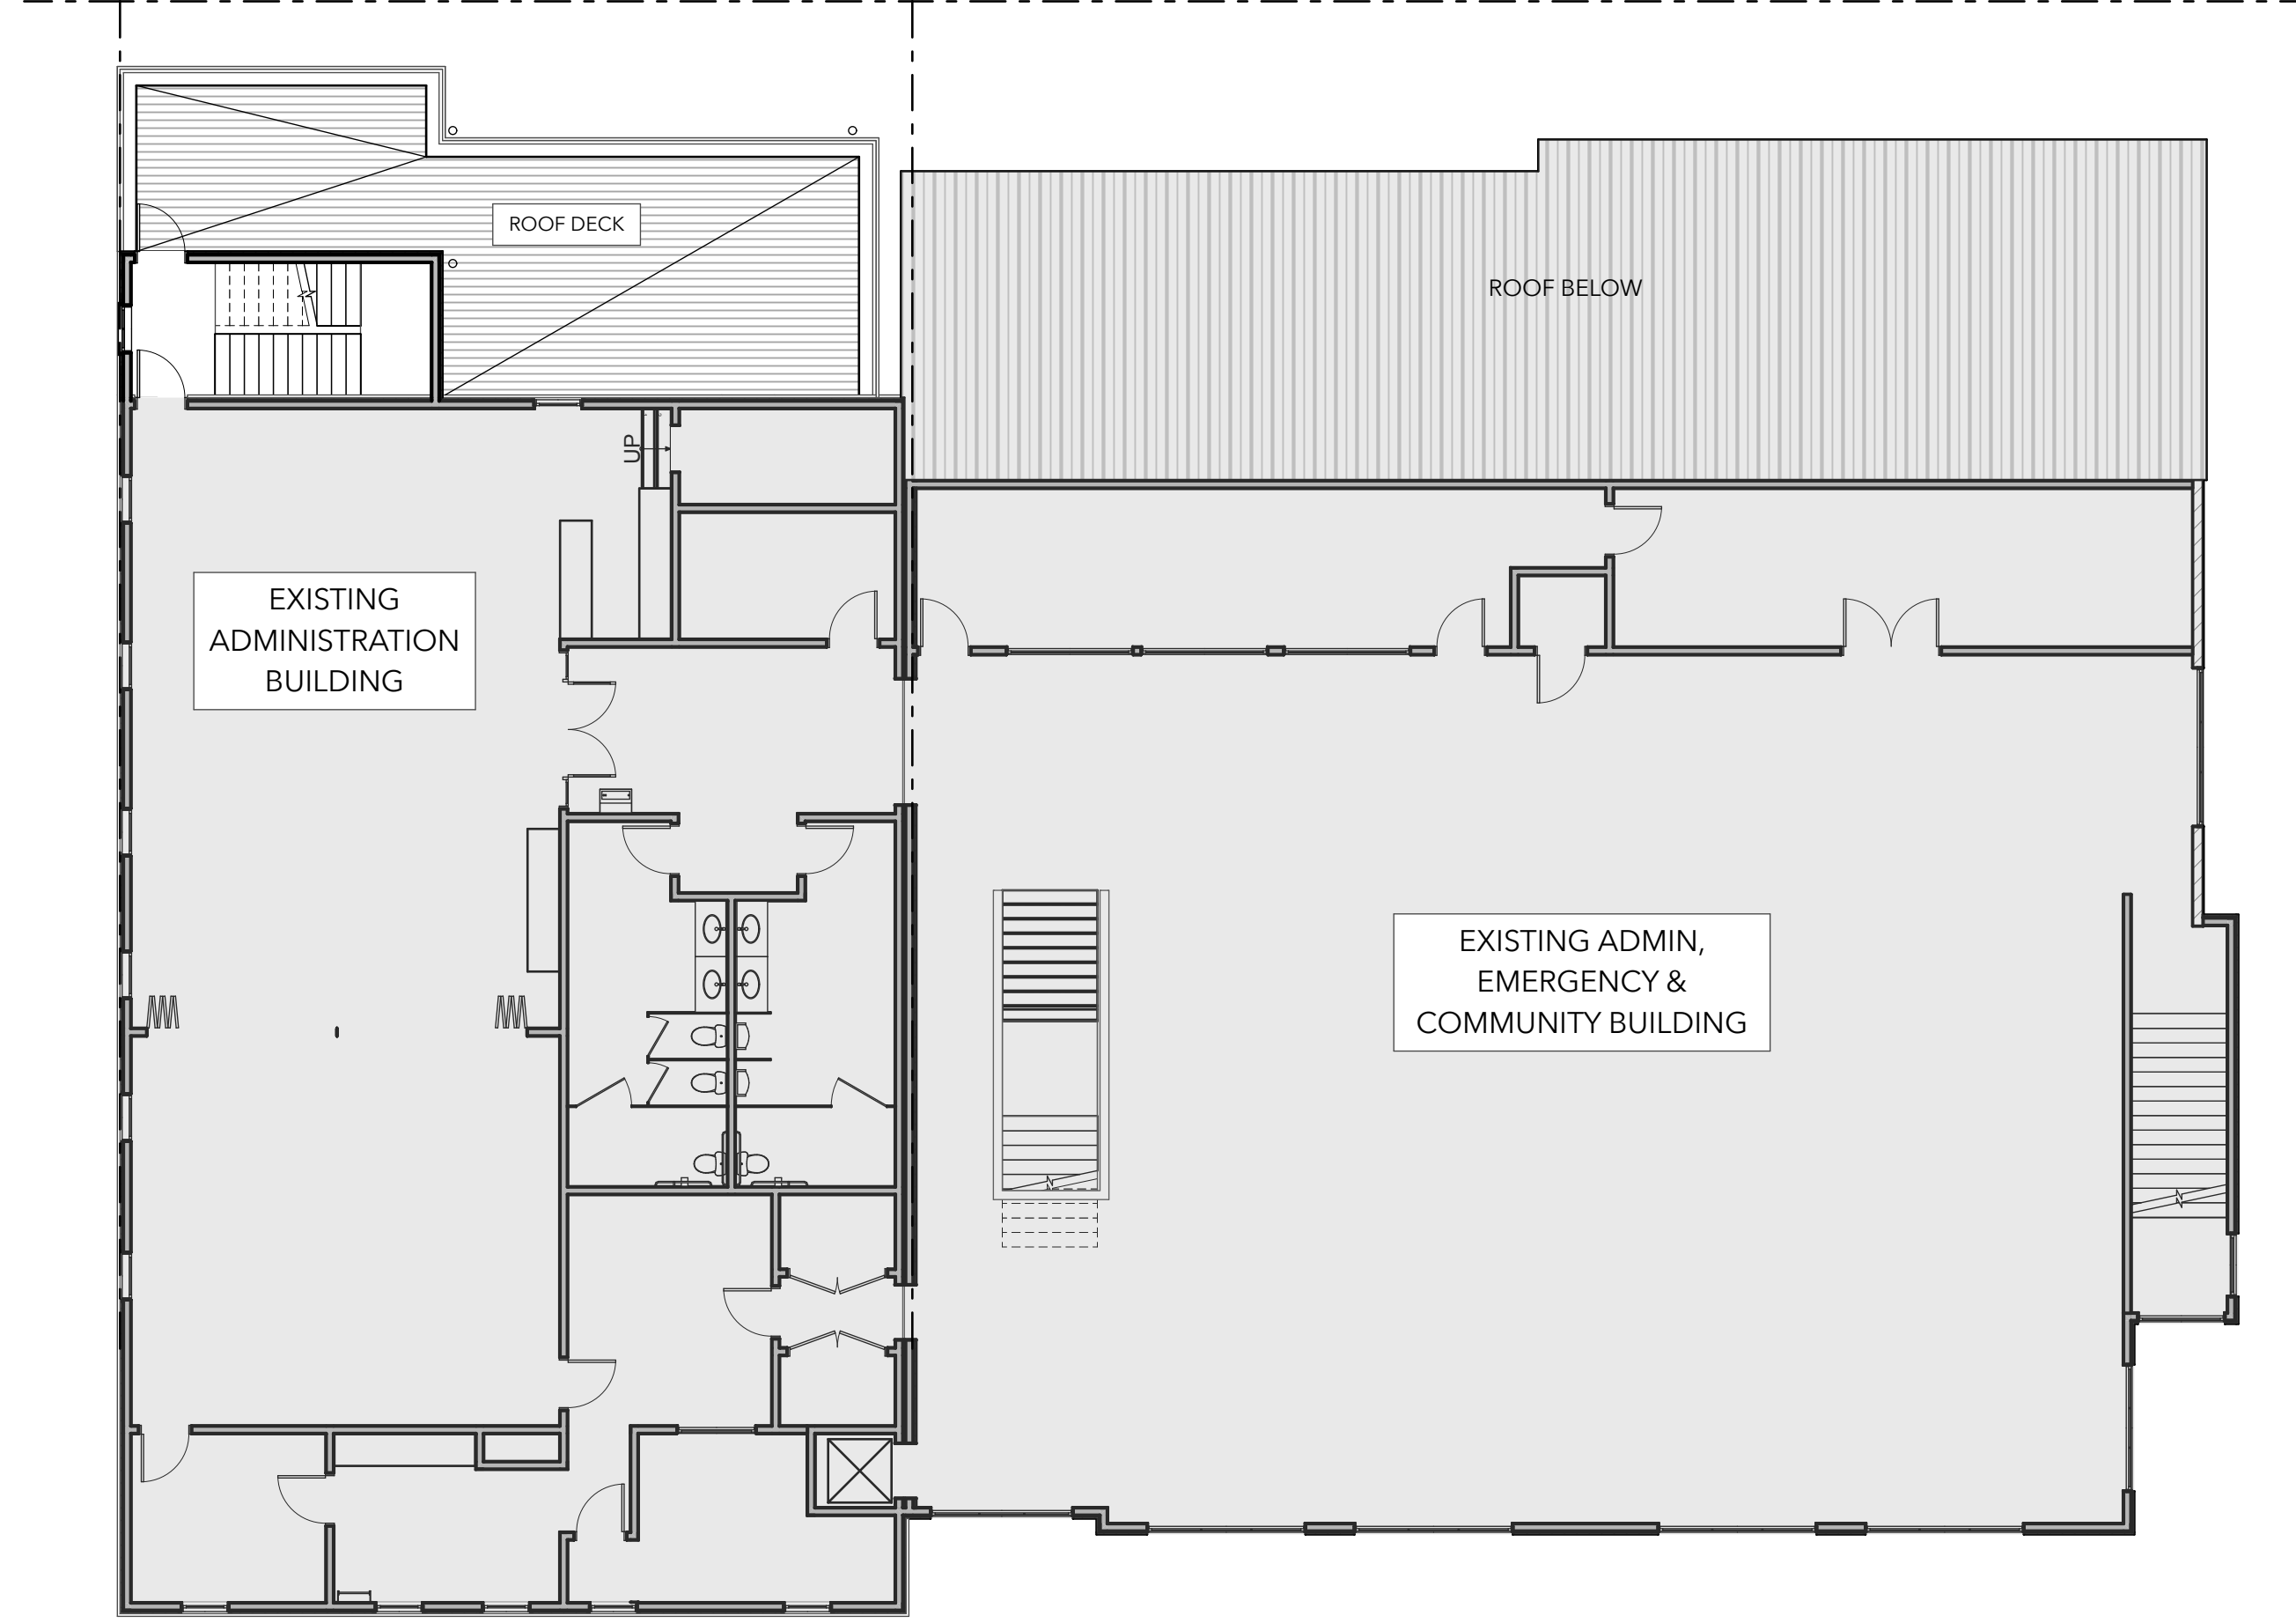 ROOF DECK
ROOF BELOW
UP
EXISTING
ADMINISTRATION
BUILDING
EXISTING ADMIN,
EMERGENCY &
COMMUNITY BUILDING